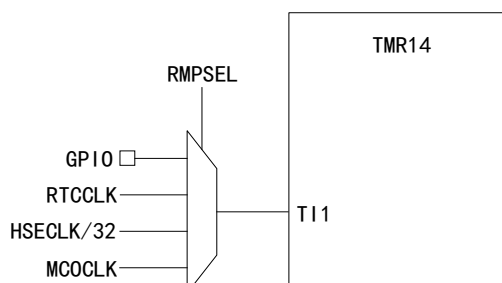 TMR14
RMPSEL
GPIO
RTCCLK
TI1
HSECLK/32
MCOCLK